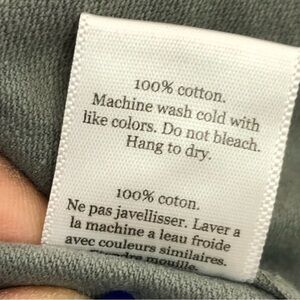 100% cotton.
Machine wash cold with
like colors. Do not bleach.
Hang to dry.
100% coton.
Ne pas javellisser. Laver a
la machine a leau froide
avec couleurs similaires.
mouille.